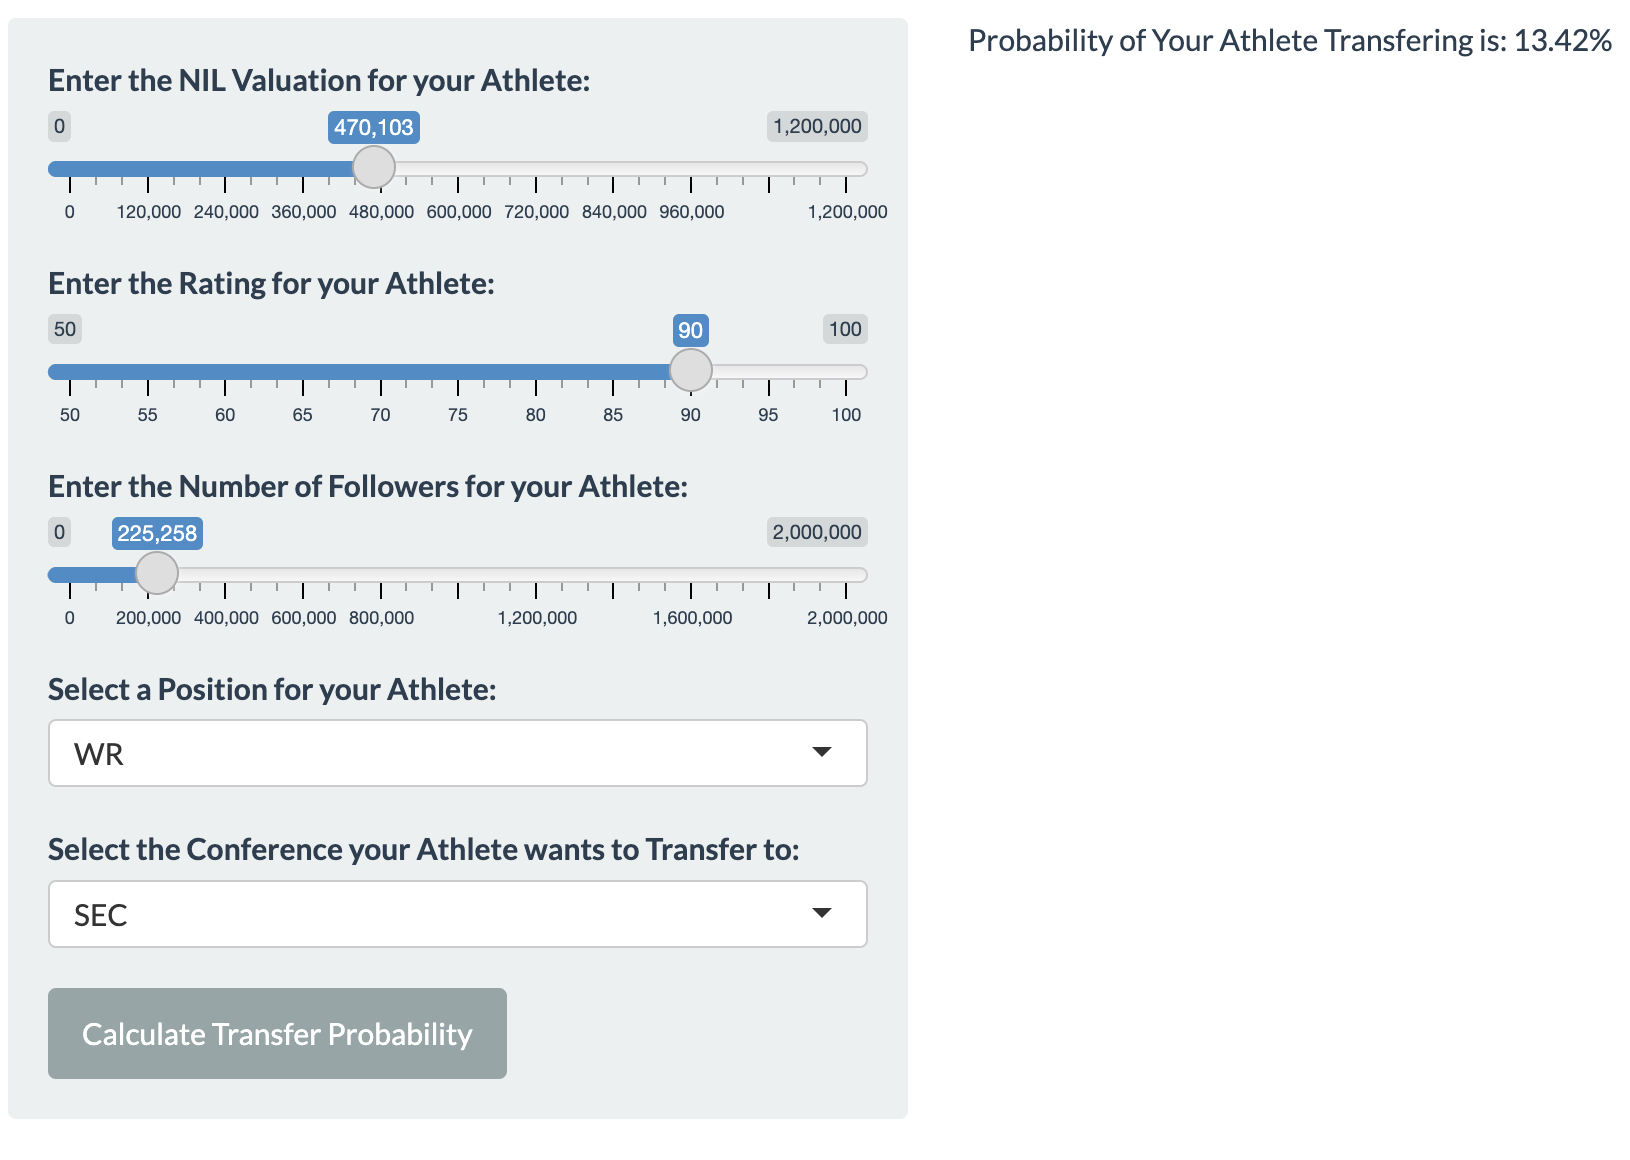 Probability of Your Athlete Transfering is: 13.42%
Enter the NIL Valuation for your Athlete:
0 470,103 1,200,000
0 120,000 240,000 360,000 480,000 600,000 720,000 840,000 960,000 1,200,000
Enter the Rating for your Athlete:
50 90 100
50 55 60 65 70 75 80 85 90 95 100
Enter the Number of Followers for your Athlete:
0 225,258 2,000,000
0 200,000 400,000 600,000 800,000 1,200,000 1,600,000 2,000,000
Select a Position for your Athlete:
WR
Select the Conference your Athlete wants to Transfer to:
SEC
Calculate Transfer Probability